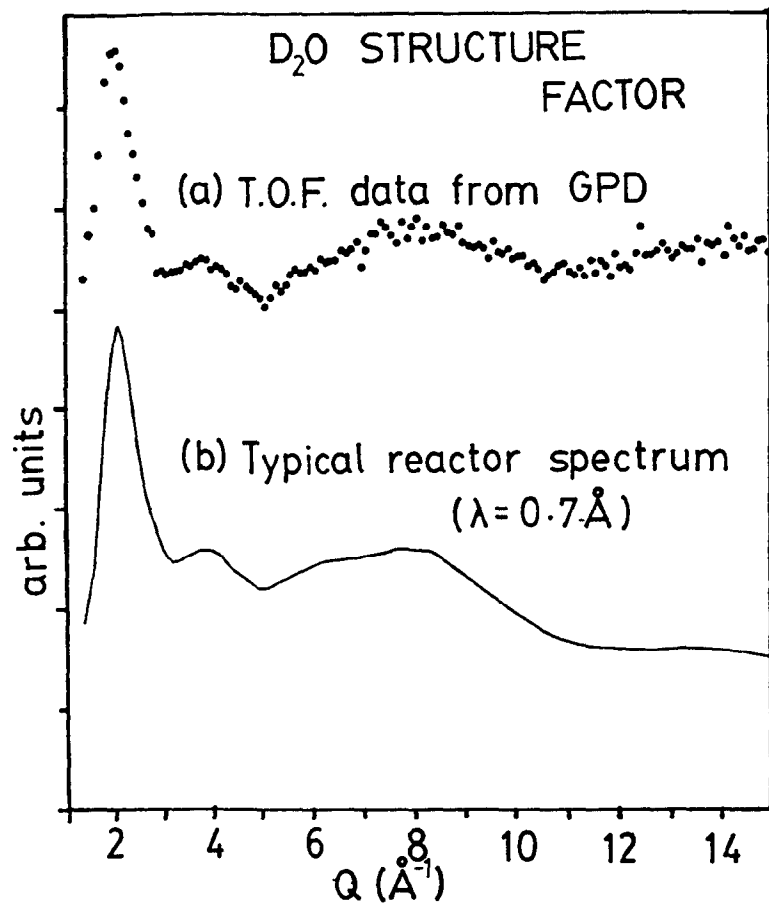 D₂O STRUCTURE
FACTOR
(a) T.O.F. data from GPD
(b) Typical reactor spectrum
(λ = 0.7 Å)
arb. units
2 4 6 8 10 12 14
Q (Å⁻¹)